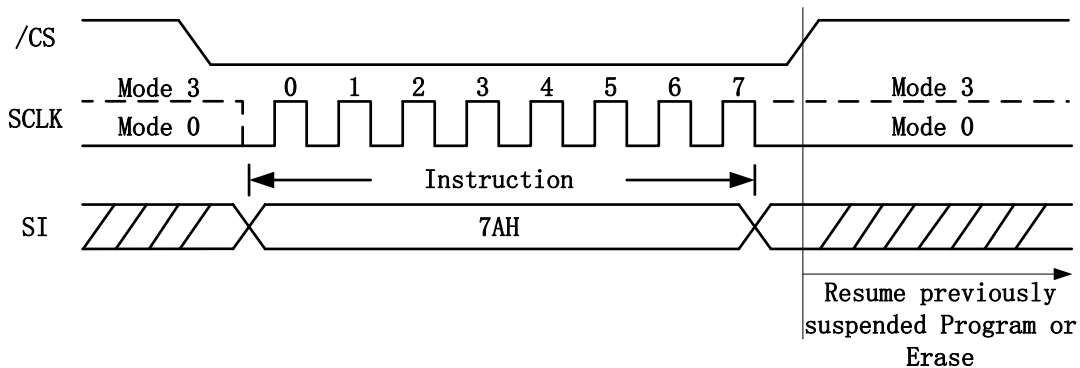 /CS
Mode 3 0 1 2 3 4 5 6 7 Mode 3
SCLK
Mode 0 Mode 0
Instruction
SI 7AH
Resume previously
suspended Program or
Erase